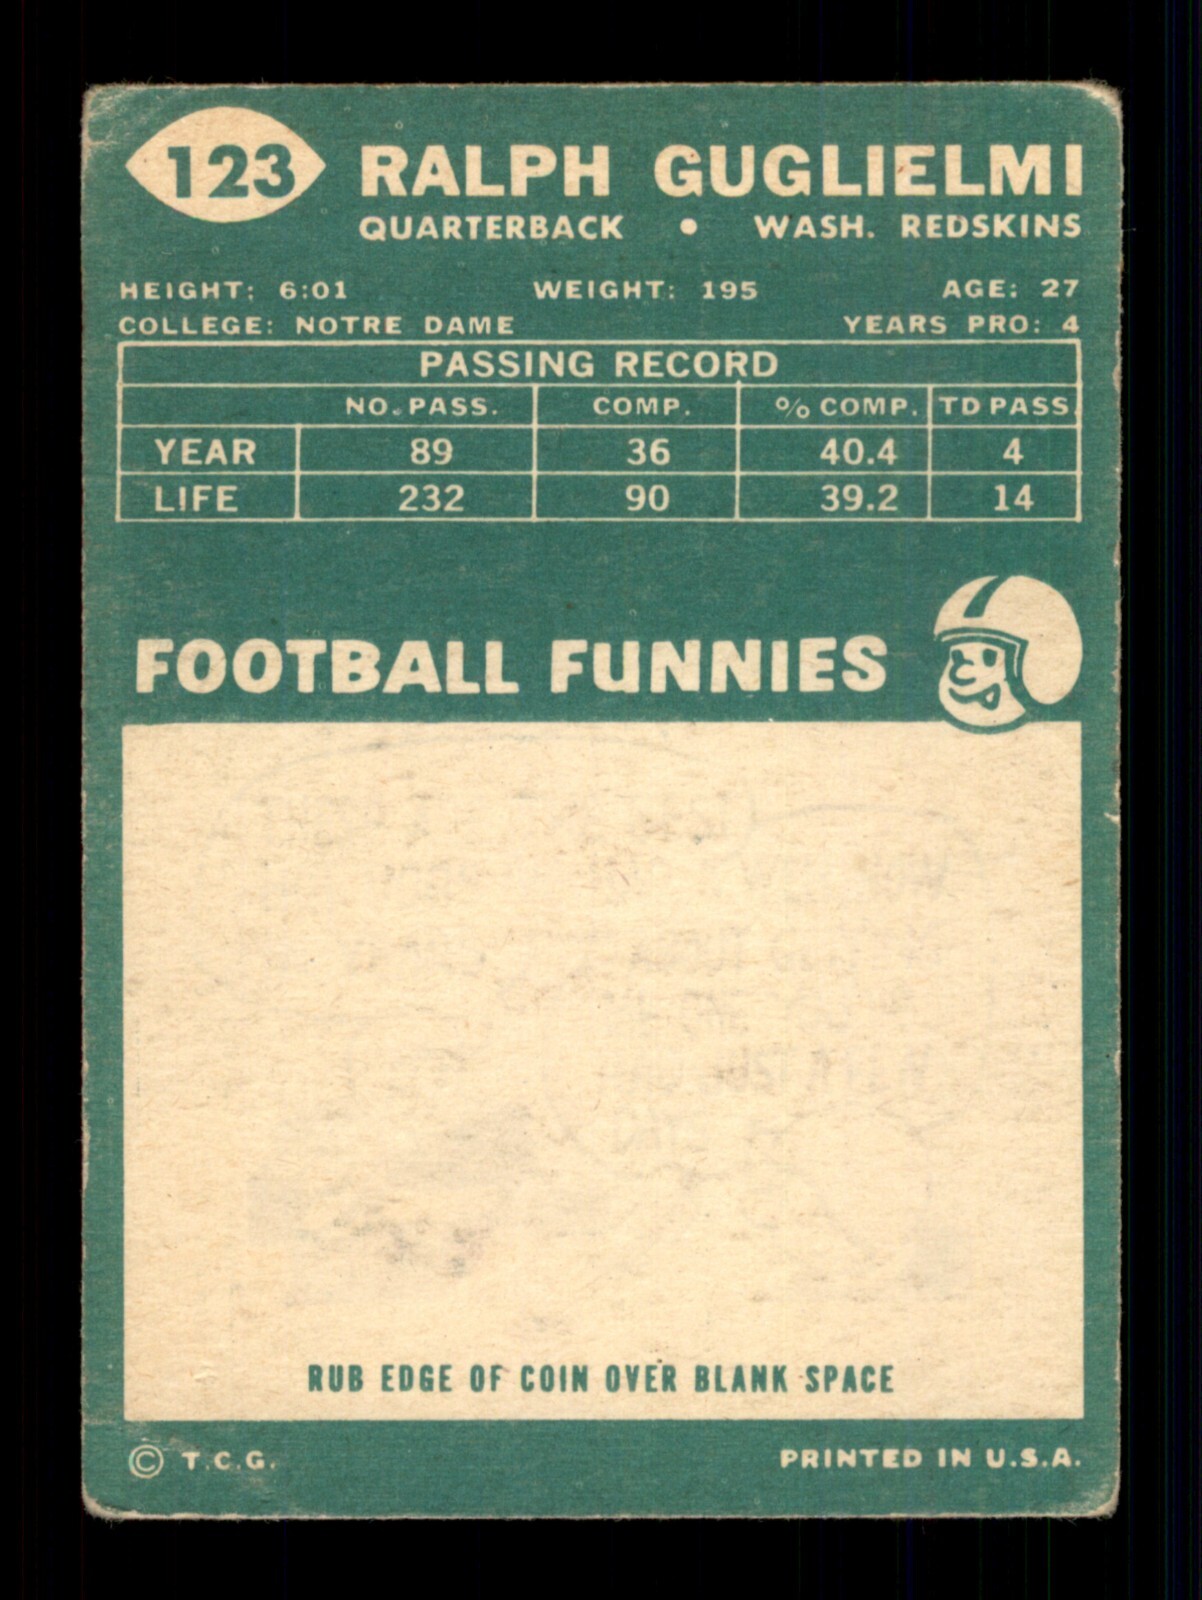 123 RALPH GUGLIELMI
QUARTERBACK • WASH. REDSKINS
HEIGHT: 6:01 WEIGHT: 195 AGE: 27
COLLEGE: NOTRE DAME YEARS PRO: 4
PASSING RECORD
NO. PASS. COMP. % COMP. TD PASS.
YEAR 89 36 40.4 4
LIFE 232 90 39.2 14
FOOTBALL FUNNIES
RUB EDGE OF COIN OVER BLANK SPACE
© T.C.G. PRINTED IN U.S.A.